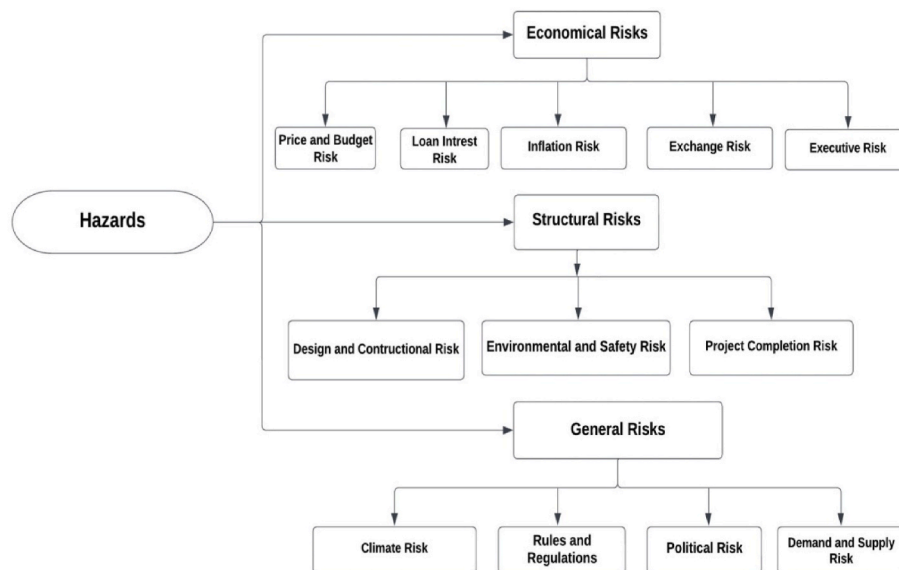 Economical Risks
Price and Budget
Risk
Loan Intrest
Risk
Inflation Risk
Exchange Risk
Executive Risk
Hazards
Structural Risks
Design and Contructional Risk
Environmental and Safety Risk
Project Completion Risk
General Risks
Climate Risk
Rules and
Regulations
Political Risk
Demand and Supply
Risk